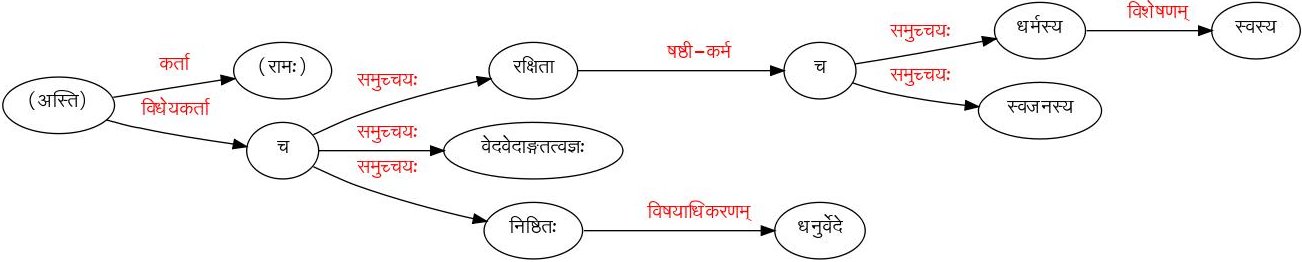 (अस्ति)
कर्ता
(रामः)
विधेयकर्ता
च
समुच्चयः
रक्षिता
षष्ठी-कर्म
च
समुच्चयः
धर्मस्य
विशेषणम्
स्वस्य
समुच्चयः
स्वजनस्य
समुच्चयः
वेदवेदाङ्गतत्वज्ञः
समुच्चयः
निष्ठितः
विषयाधिकरणम्
धनुर्वेदे